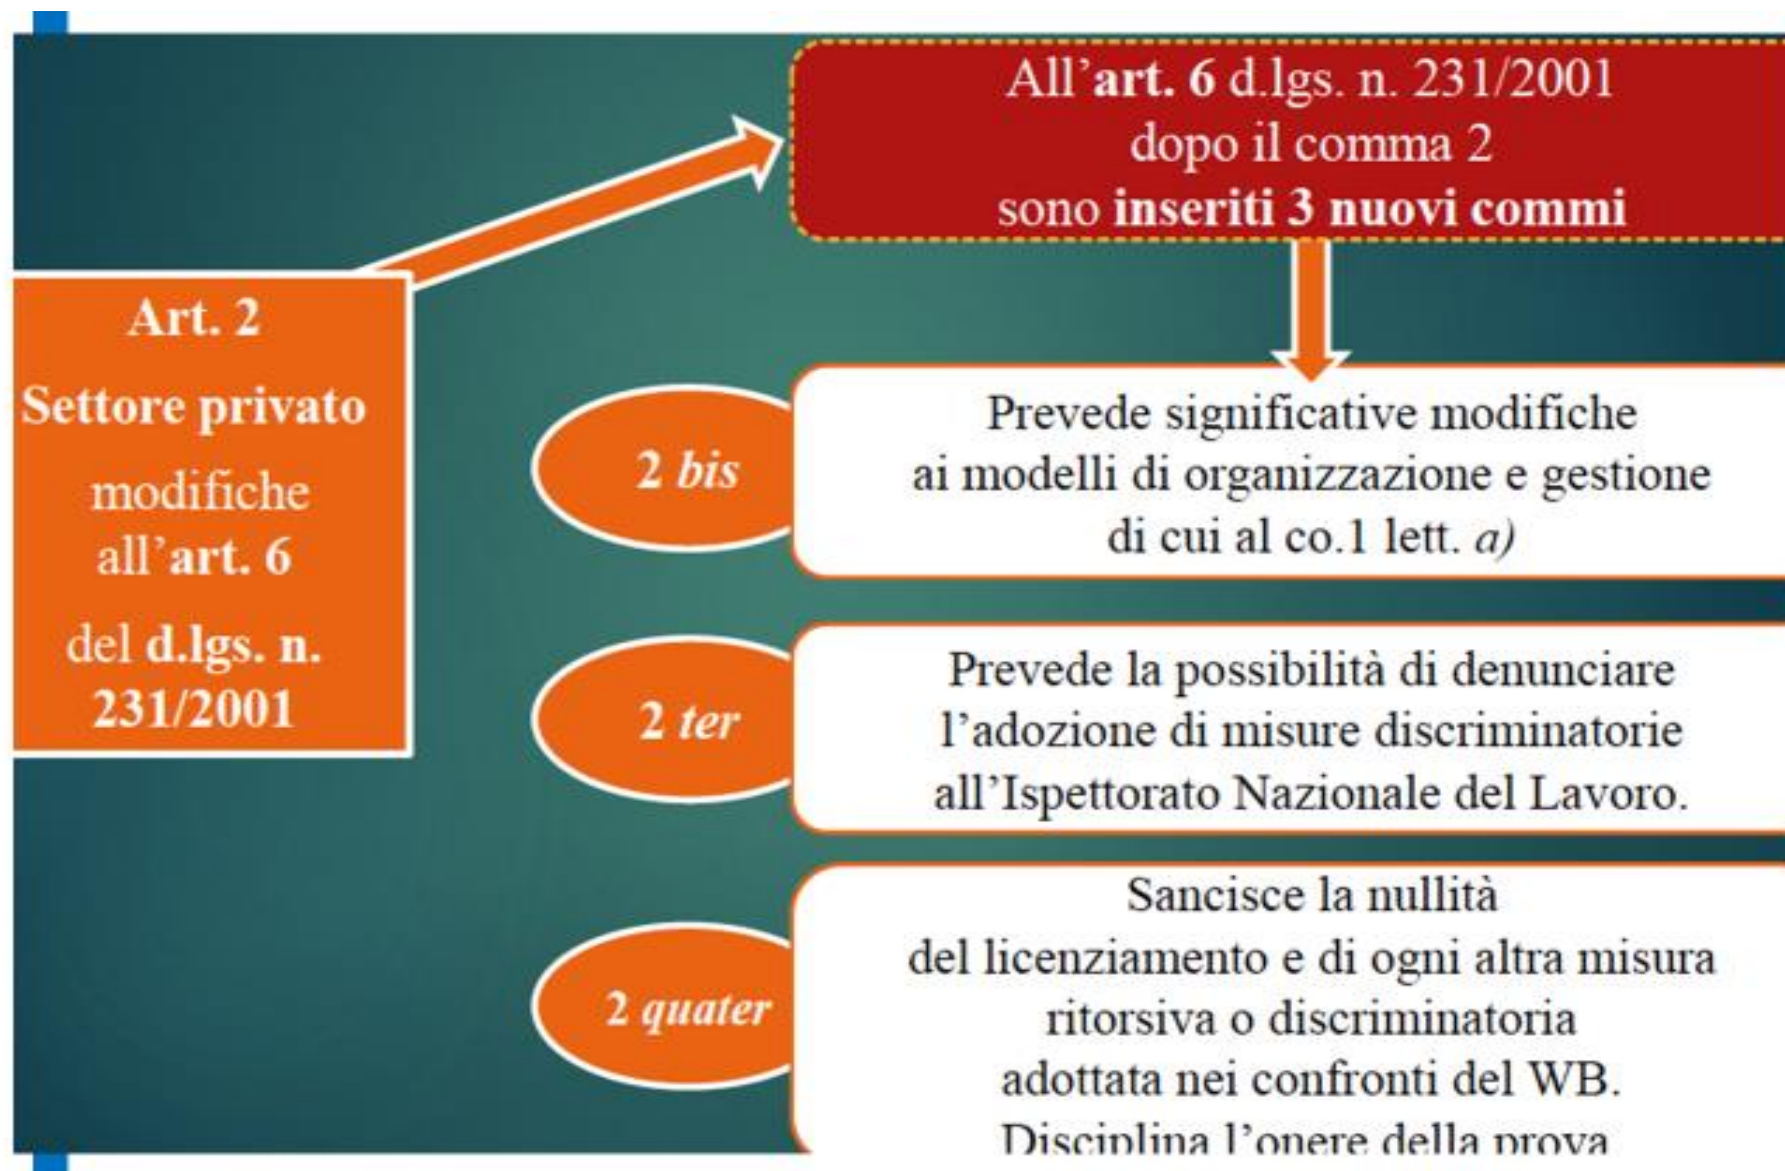 All'art. 6 d.lgs. n. 231/2001
dopo il comma 2
sono inseriti 3 nuovi commi
Art. 2
Settore privato
modifiche
all'art. 6
del d.lgs. n.
231/2001
2 bis
Prevede significative modifiche
ai modelli di organizzazione e gestione
di cui al co.1 lett. a)
2 ter
Prevede la possibilità di denunciare
l'adozione di misure discriminatorie
all'Ispettorato Nazionale del Lavoro.
2 quater
Sancisce la nullità
del licenziamento e di ogni altra misura
ritorsiva o discriminatoria
adottata nei confronti del WB.
Disciplina l'onere della prova